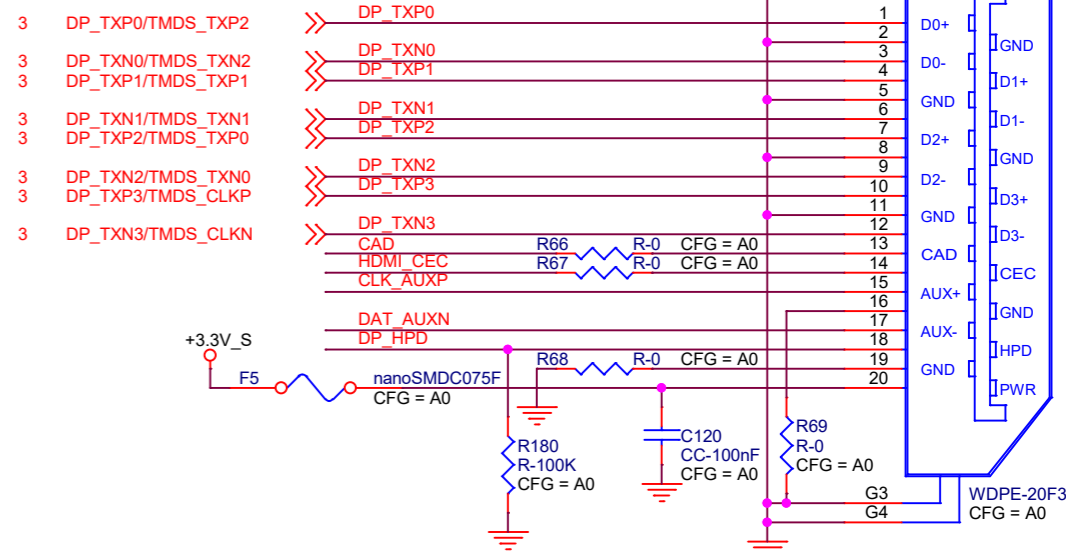 3 DP_TXP0/TMDS_TXP2 DP_TXP0 1 D0+
2 GND
3 DP_TXN0/TMDS_TXN2 DP_TXN0 3 D0-
3 DP_TXP1/TMDS_TXP1 DP_TXP1 4 D1+
5 GND
3 DP_TXN1/TMDS_TXN1 DP_TXN1 6 D1-
3 DP_TXP2/TMDS_TXP0 DP_TXP2 7 D2+
8 GND
3 DP_TXN2/TMDS_TXN0 DP_TXN2 9 D2-
3 DP_TXP3/TMDS_CLKP DP_TXP3 10 D3+
11 GND
3 DP_TXN3/TMDS_CLKN DP_TXN3 12 D3-
CAD R66 R-0 CFG = A0 13 CAD
HDMI_CEC R67 R-0 CFG = A0 14 CEC
CLK_AUXP 15 AUX+
16 GND
DAT_AUXN 17 AUX-
DP_HPD 18 HPD
R68 R-0 CFG = A0 19 GND
20 PWR
+3.3V_S
F5 nanoSMDC075F
CFG = A0
R180
R-100K
CFG = A0
C120
CC-100nF
CFG = A0
R69
R-0
CFG = A0
G3
G4
WDPE-20F3
CFG = A0